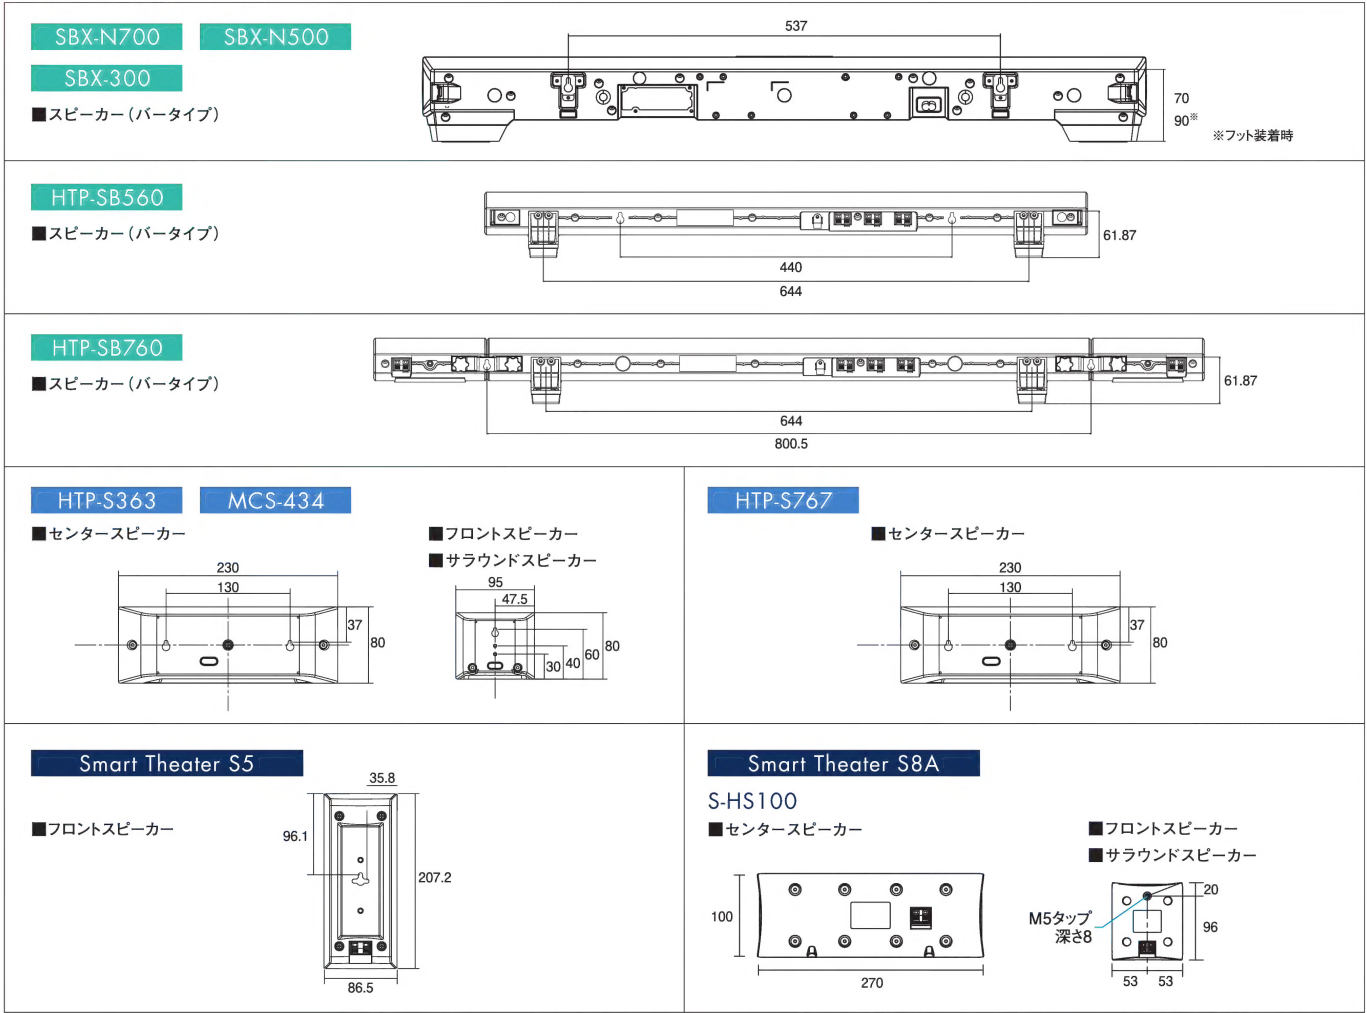 SBX-N700
SBX-N500
SBX-300
■スピーカー（バータイプ）
537
70
90※
※フット装着時
HTP-SB560
■スピーカー（バータイプ）
61.87
440
644
HTP-SB760
■スピーカー（バータイプ）
61.87
644
800.5
HTP-S363
MCS-434
■センタースピーカー
230
130
37
80
■フロントスピーカー
■サラウンドスピーカー
95
47.5
30
40
60
80
HTP-S767
■センタースピーカー
230
130
37
80
Smart Theater S5
■フロントスピーカー
35.8
96.1
207.2
86.5
Smart Theater S8A
S-HS100
■センタースピーカー
100
270
■フロントスピーカー
■サラウンドスピーカー
M5タップ
深さ8
20
96
53
53